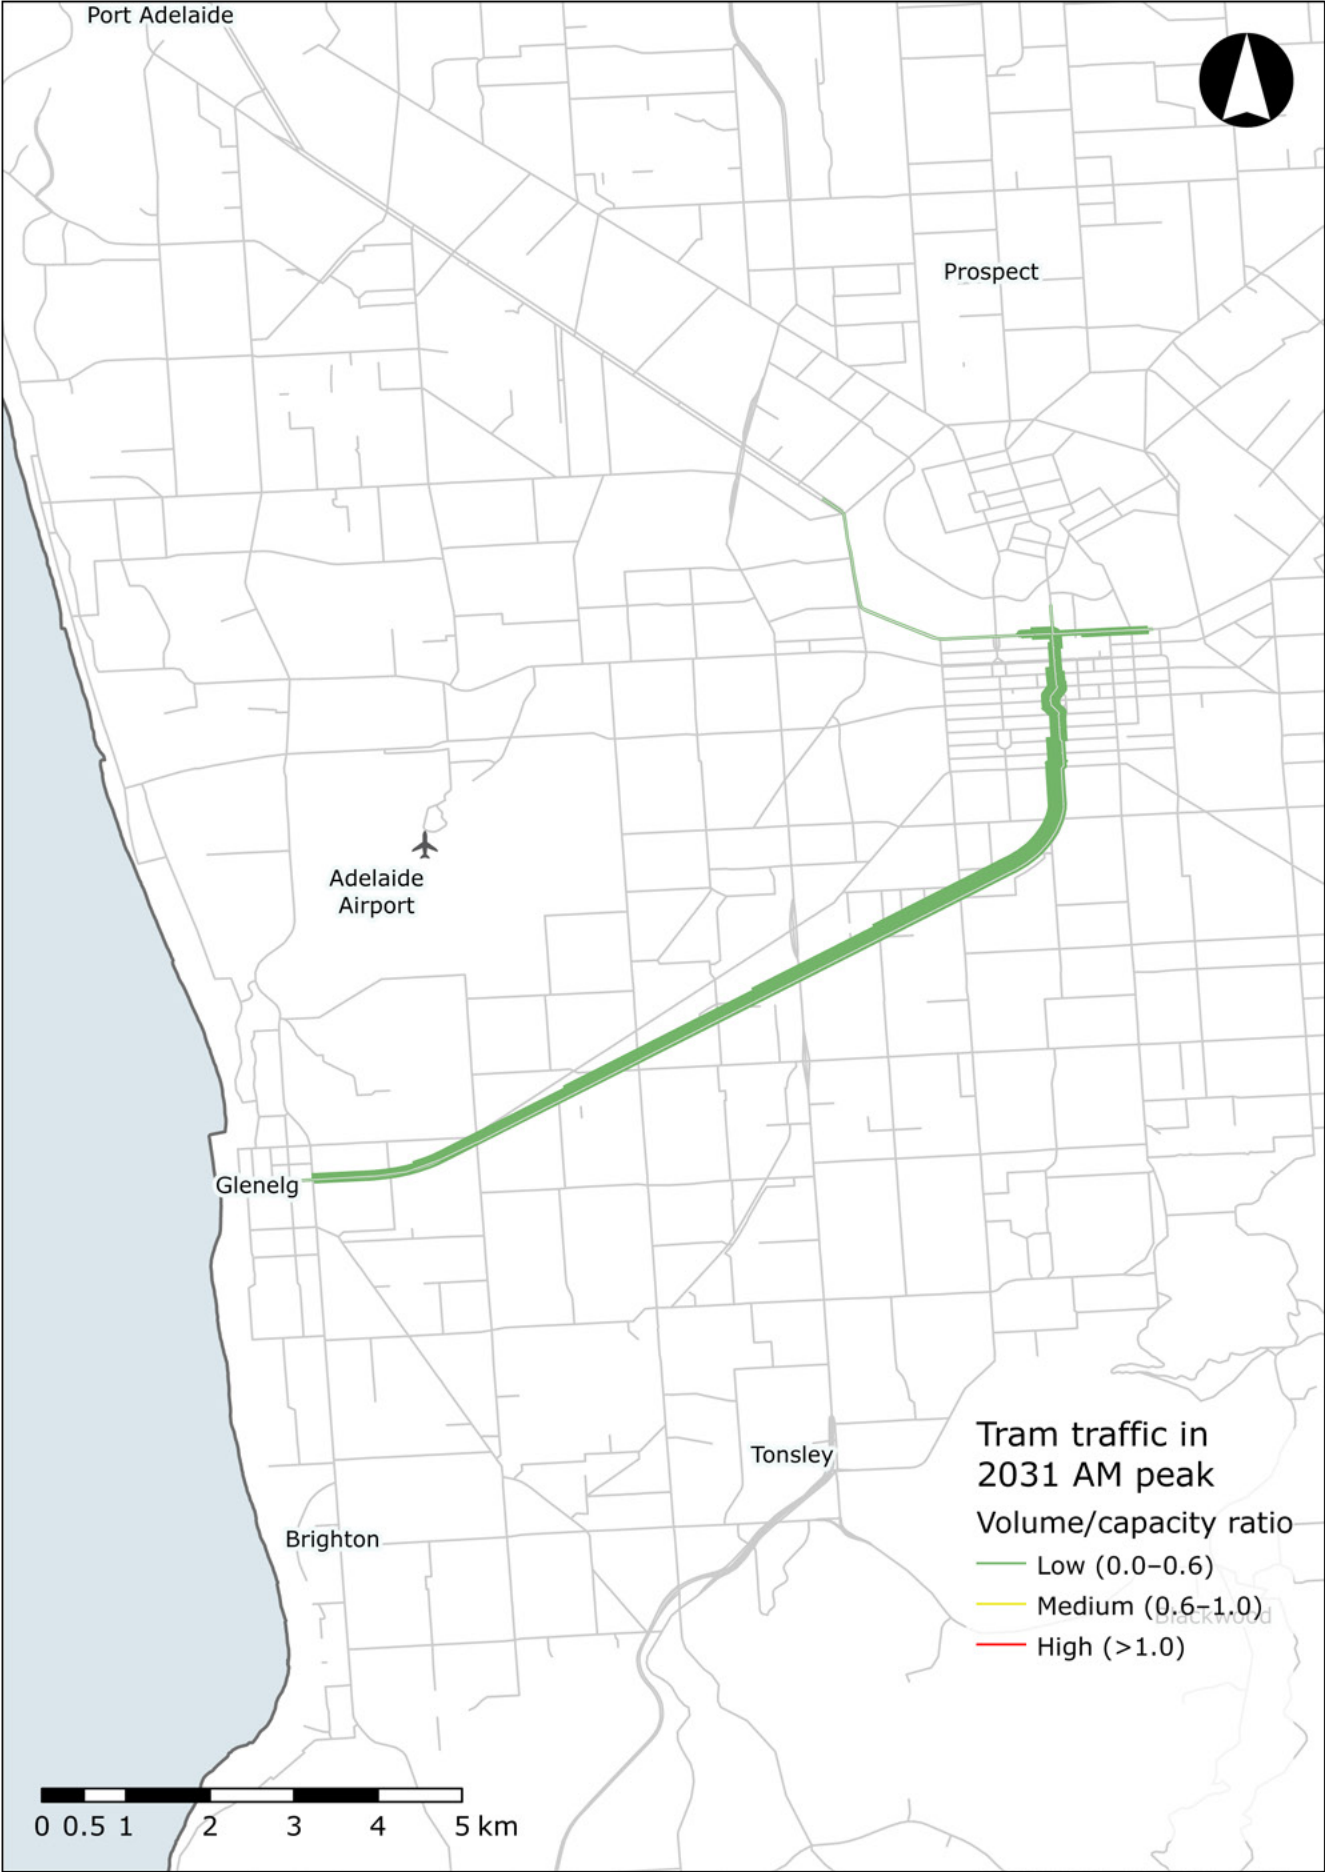 Port Adelaide
Prospect
Adelaide
Airport
Glenelg
Tonsley
Brighton
Tram traffic in
2031 AM peak
Volume/capacity ratio
Low (0.0–0.6)
Medium (0.6–1.0)
Blackwood
High (>1.0)
0 0.5 1 2 3 4 5 km